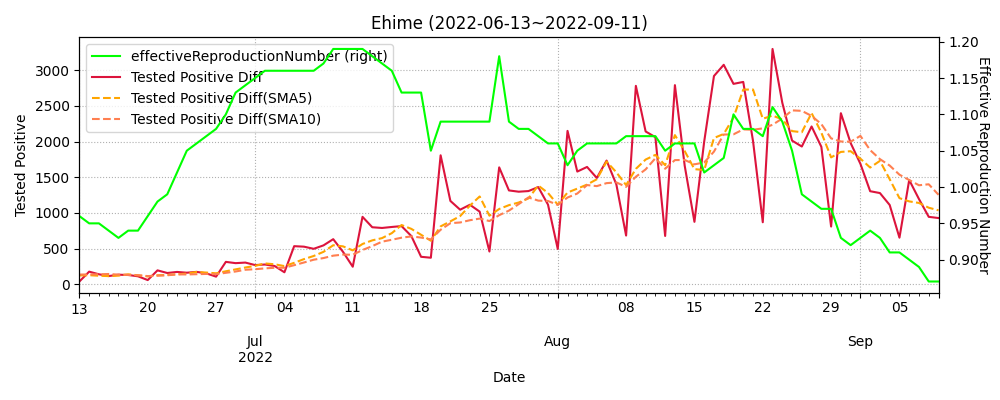 Ehime (2022-06-13~2022-09-11)
effectiveReproductionNumber (right)
Tested Positive Diff
Tested Positive Diff(SMA5)
Tested Positive Diff(SMA10)
Tested Positive
3000
2500
2000
1500
1000
500
0
1.20
1.15
1.10
1.05
1.00
0.95
0.90
Effective Reproduction Number
13 20 27 04 11 18 25 08 15 22 29 05
Jul Aug Sep
2022
Date